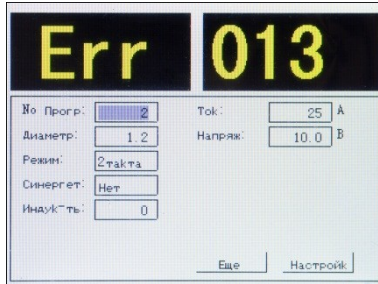 Err 013
No Прогр: 2 Ток: 25 A
Диаметр: 1.2 Напряж: 10.0 В
Режим: 2такта
Синергет: Нет
Индук-ть: 0
Еще Настройк